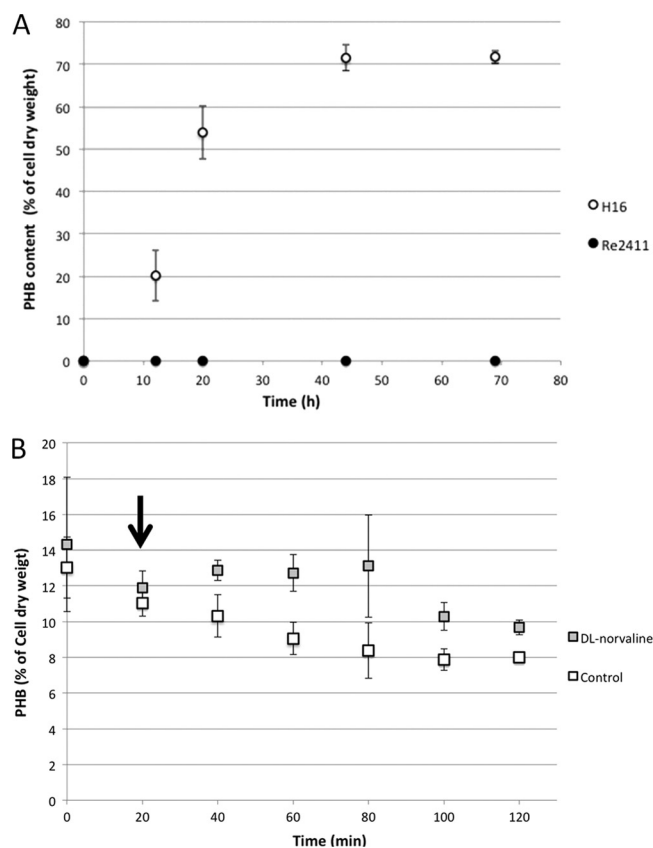 A
PHB content (% of cell dry weight)
80
70
60
50
40
30
20
10
0
0 10 20 30 40 50 60 70 80
Time (h)
H16
Re2411
B
PHB (% of Cell dry weigt)
20
18
16
14
12
10
8
6
4
2
0
0 20 40 60 80 100 120
Time (min)
DL-norvaline
Control